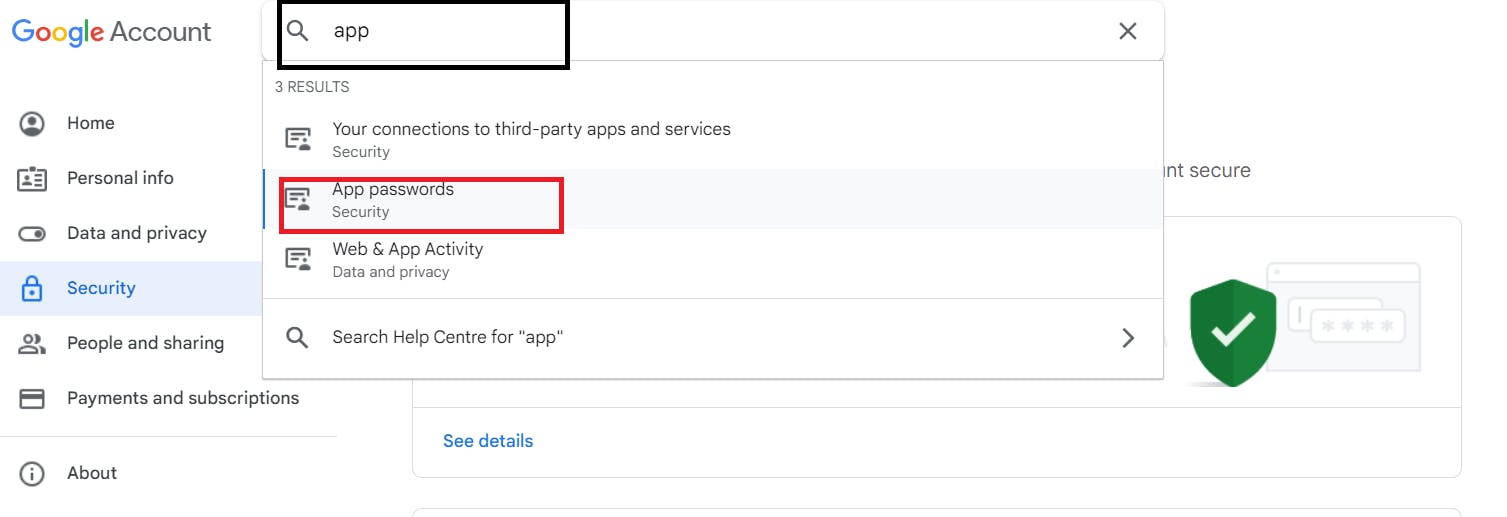 Google Account
app
3 RESULTS
Your connections to third-party apps and services
Security
App passwords
Security
Web & App Activity
Data and privacy
Search Help Centre for "app"
Home
Personal info
Data and privacy
Security
People and sharing
Payments and subscriptions
About
secure
See details
****